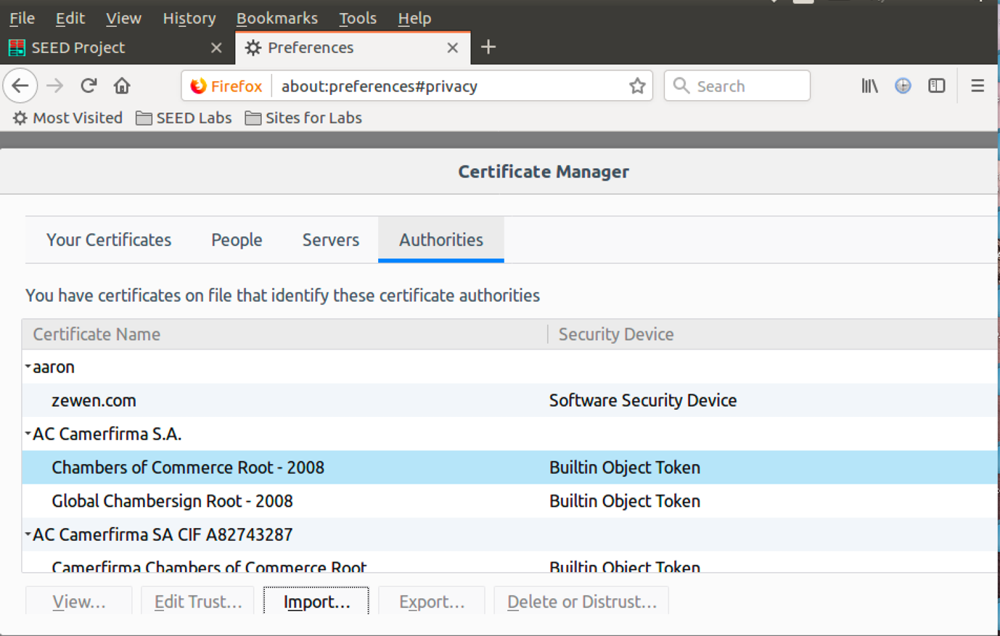 File Edit View History Bookmarks Tools Help
SEED Project Preferences
Firefox about:preferences#privacy Search
Most Visited SEED Labs Sites for Labs
Certificate Manager
Your Certificates People Servers Authorities
You have certificates on file that identify these certificate authorities
Certificate Name Security Device
aaron
zewen.com Software Security Device
AC Camerfirma S.A.
Chambers of Commerce Root - 2008 Builtin Object Token
Global Chambersign Root - 2008 Builtin Object Token
AC Camerfirma SA CIF A82743287
Camerfirma Chambers of Commerce Root Builtin Object Token
View... Edit Trust... Import... Export... Delete or Distrust...